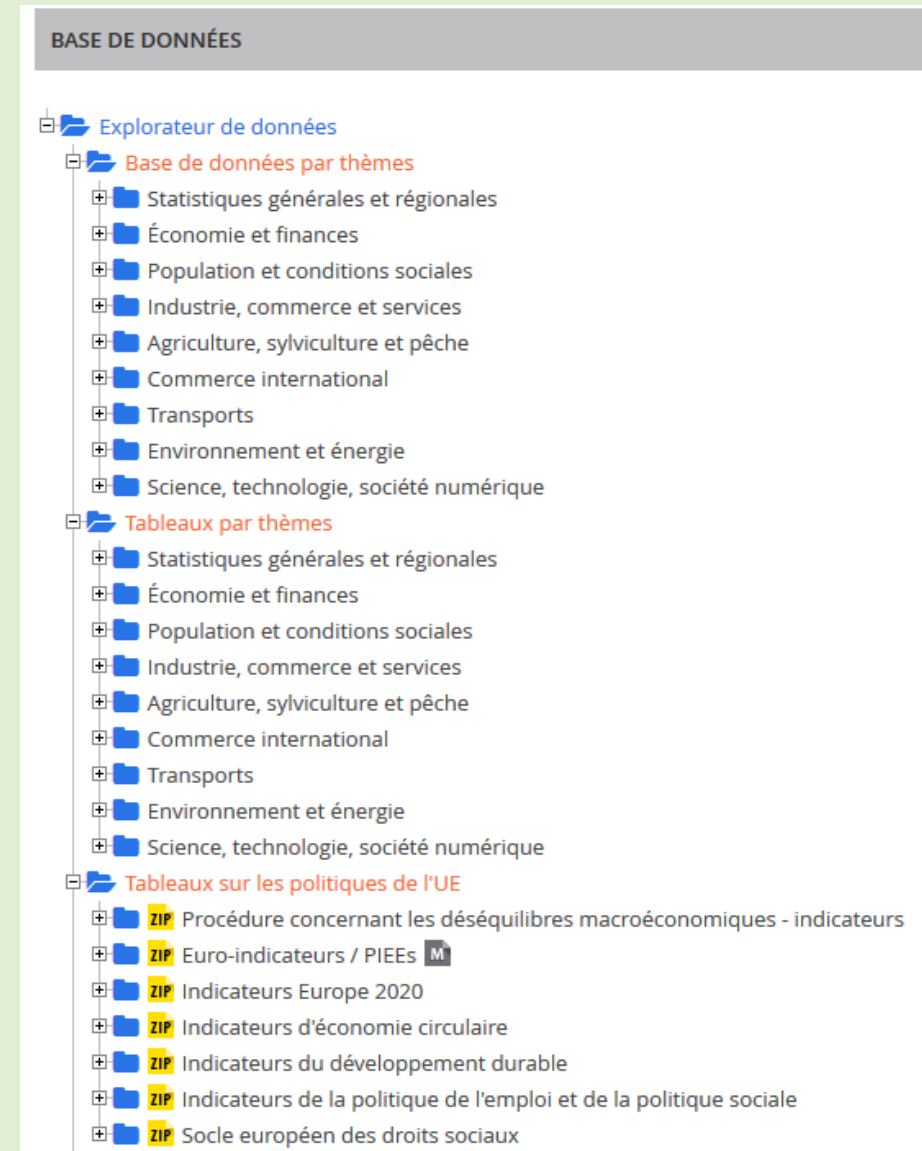 BASE DE DONNÉES
Explorateur de données
Base de données par thèmes
Statistiques générales et régionales
Économie et finances
Population et conditions sociales
Industrie, commerce et services
Agriculture, sylviculture et pêche
Commerce international
Transports
Environnement et énergie
Science, technologie, société numérique
Tableaux par thèmes
Statistiques générales et régionales
Économie et finances
Population et conditions sociales
Industrie, commerce et services
Agriculture, sylviculture et pêche
Commerce international
Transports
Environnement et énergie
Science, technologie, société numérique
Tableaux sur les politiques de l'UE
ZIP Procédure concernant les déséquilibres macroéconomiques - indicateurs
ZIP Euro-indicateurs / PIEEs M
ZIP Indicateurs Europe 2020
ZIP Indicateurs d'économie circulaire
ZIP Indicateurs du développement durable
ZIP Indicateurs de la politique de l'emploi et de la politique sociale
ZIP Socle européen des droits sociaux